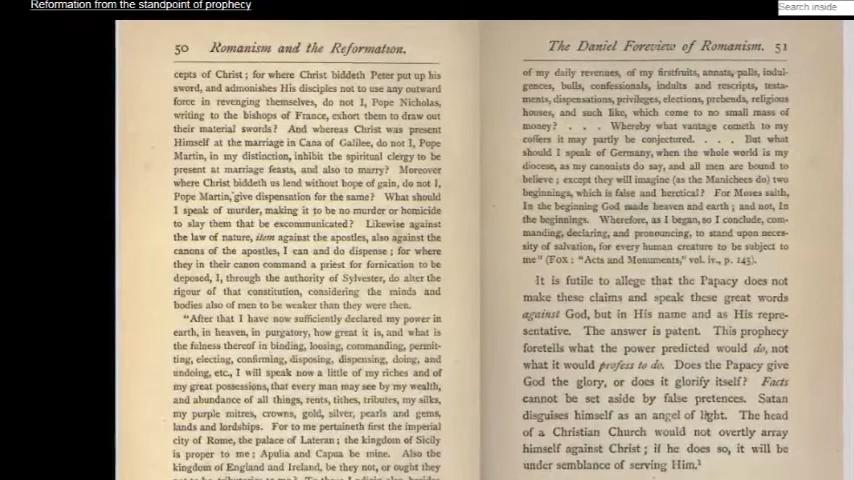 Reformation from the standpoint of prophecy
Search inside
50 Romanism and the Reformation.
cepts of Christ; for where Christ biddeth Peter put up his
sword, and admonishes His disciples not to use any outward
force in revenging themselves, do not I, Pope Nicholas,
writing to the bishops of France, exhort them to draw out
their material swords? And whereas Christ was present
Himself at the marriage in Cana of Galilee, do not I, Pope
Martin, in my distinction, inhibit the spiritual clergy to be
present at marriage feasts, and also to marry? Moreover
where Christ biddeth us lend without hope of gain, do not I,
Pope Martin, give dispensation for the same? What should
I speak of murder, making it to be no murder or homicide
to slay them that be excommunicated? Likewise against
the law of nature, item against the apostles, also against the
canons of the apostles, I can and do dispense; for where
they in their canon command a priest for fornication to be
deposed, I, through the authority of Sylvester, do alter the
rigour of that constitution, considering the minds and
bodies also of men to be weaker than they were then.
"After that I have now sufficiently declared my power in
earth, in heaven, in purgatory, how great it is, and what is
the fulness thereof in binding, loosing, commanding, permit-
ting, electing, confirming, disposing, dispensing, doing, and
undoing, etc., I will speak now a little of my riches and of
my great possessions, that every man may see by my wealth,
and abundance of all things, rents, tithes, tributes, my silks,
my purple mitres, crowns, gold, silver, pearls and gems,
lands and lordships. For to me pertaineth first the imperial
city of Rome, the palace of Lateran; the kingdom of Sicily
is proper to me; Apulia and Capua be mine. Also the
kingdom of England and Ireland, be they not, or ought they
The Daniel Foreview of Romanism. 51
of my daily revenues, of my firstfruits, annats, palls, indul-
gences, bulls, confessionals, indults and rescripts, testa-
ments, dispensations, privileges, elections, prebends, religious
houses, and such like, which come to no small mass of
money? . . . Whereby what vantage cometh to my
coffers it may partly be conjectured. . . . But what
should I speak of Germany, when the whole world is my
diocese, as my canonists do say, and all men are bound to
believe; except they will imagine (as the Manichees do) two
beginnings, which is false and heretical? For Moses saith,
In the beginning God made heaven and earth; and not, In
the beginnings. Wherefore, as I began, so I conclude, com-
manding, declaring, and pronouncing, to stand upon neces-
sity of salvation, for every human creature to be subject to
me" (Fox: "Acts and Monuments," vol. iv., p. 145).
It is futile to allege that the Papacy does not
make these claims and speak these great words
against God, but in His name and as His repre-
sentative. The answer is patent. This prophecy
foretells what the power predicted would do, not
what it would profess to do. Does the Papacy give
God the glory, or does it glorify itself? Facts
cannot be set aside by false pretences. Satan
disguises himself as an angel of light. The head
of a Christian Church would not overtly array
himself against Christ; if he does so, it will be
under semblance of serving Him.¹